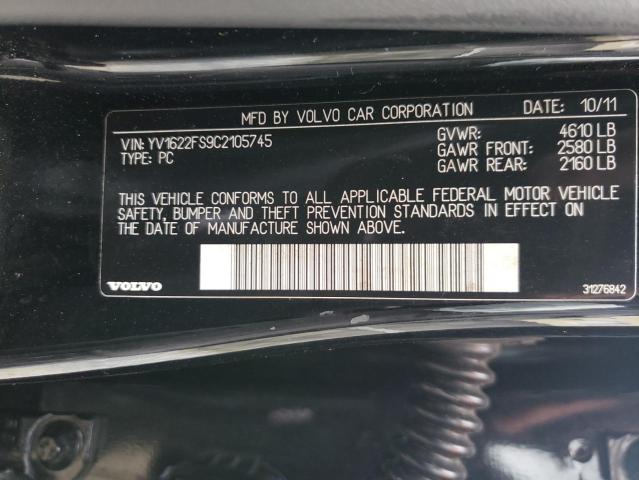 MFD BY VOLVO CAR CORPORATION DATE: 10/11
VIN: YV1622FS9C2105745 GVWR: 4610 LB
TYPE: PC GAWR FRONT: 2580 LB
GAWR REAR: 2160 LB
THIS VEHICLE CONFORMS TO ALL APPLICABLE FEDERAL MOTOR VEHICLE
SAFETY, BUMPER AND THEFT PREVENTION STANDARDS IN EFFECT ON
THE DATE OF MANUFACTURE SHOWN ABOVE.
VOLVO 31276842